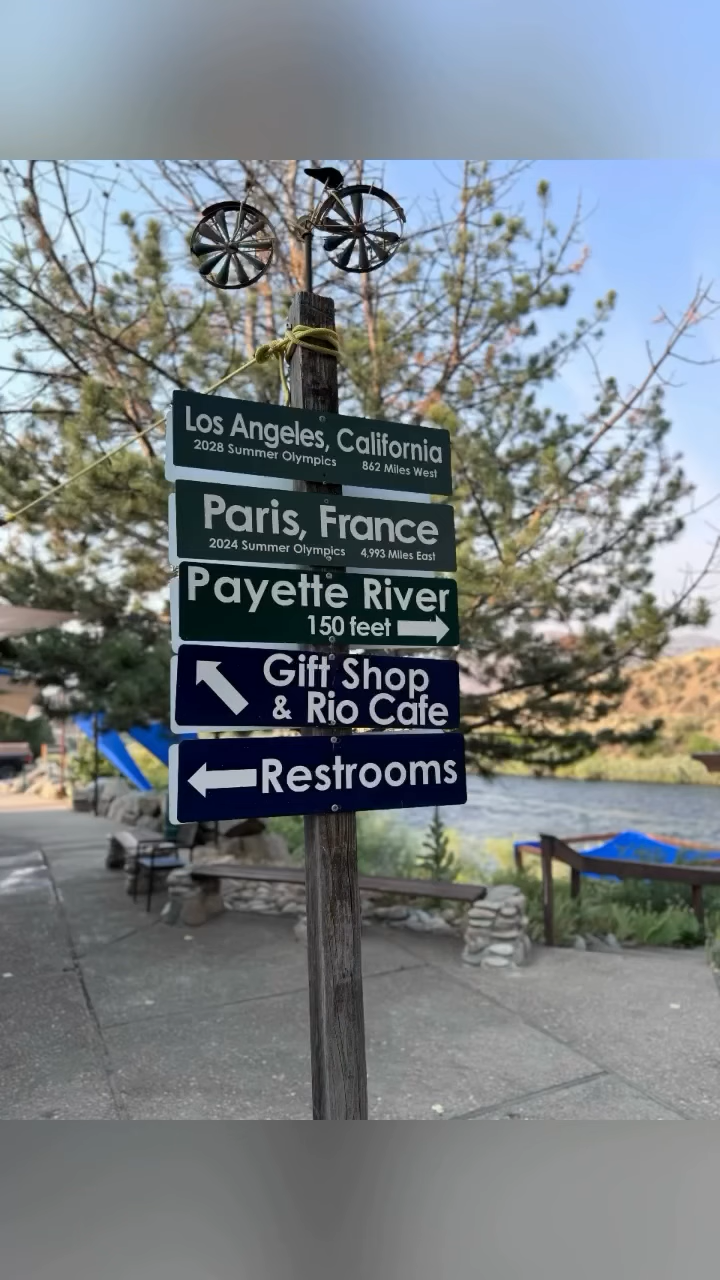 Los Angeles, California
2028 Summer Olympics 862 Miles West
Paris, France
2024 Summer Olympics 4,993 Miles East
Payette River
150 feet
Gift Shop
& Rio Cafe
Restrooms